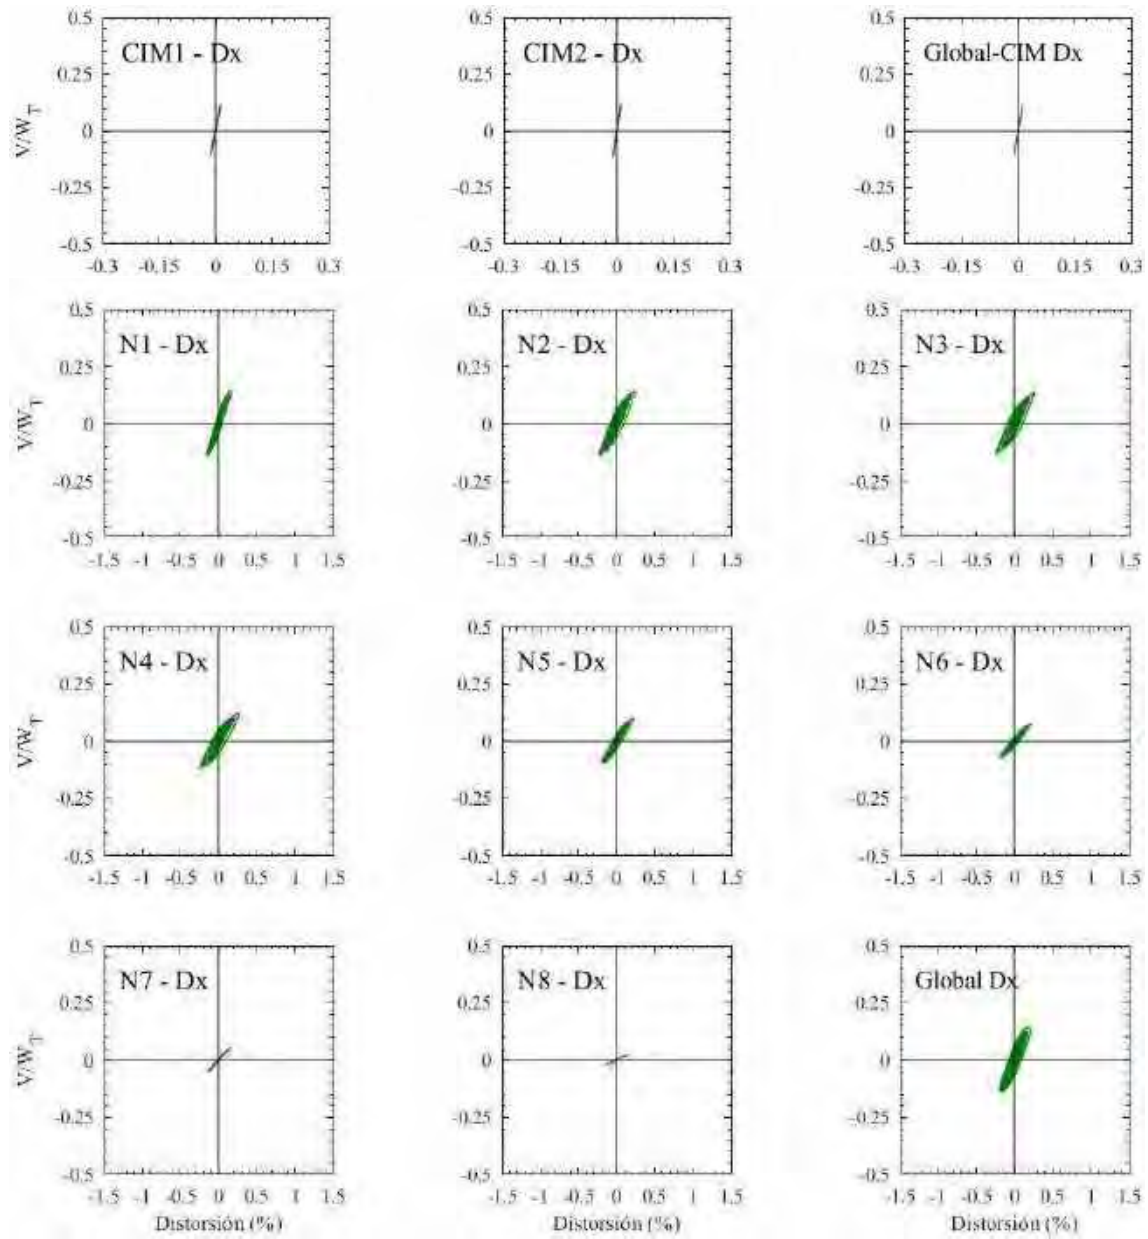 0.5 0.5 0.5
CIM1 - Dx CIM2 - Dx Global-CIM Dx
0.25 0.25 0.25
V/W_T 0 0 0
-0.25 -0.25 -0.25
-0.5 -0.5 -0.5
-0.3 -0.15 0 0.15 0.3 -0.3 -0.15 0 0.15 0.3 -0.3 -0.15 0 0.15 0.3
0.5 0.5 0.5
N1 - Dx N2 - Dx N3 - Dx
0.25 0.25 0.25
V/W_T 0 0 0
-0.25 -0.25 -0.25
-0.5 -0.5 -0.5
-1.5 -1 -0.5 0 0.5 1 1.5 -1.5 -1 -0.5 0 0.5 1 1.5 -1.5 -1 -0.5 0 0.5 1 1.5
0.5 0.5 0.5
N4 - Dx N5 - Dx N6 - Dx
0.25 0.25 0.25
V/W_T 0 0 0
-0.25 -0.25 -0.25
-0.5 -0.5 -0.5
-1.5 -1 -0.5 0 0.5 1 1.5 -1.5 -1 -0.5 0 0.5 1 1.5 -1.5 -1 -0.5 0 0.5 1 1.5
0.5 0.5 0.5
N7 - Dx N8 - Dx Global Dx
0.25 0.25 0.25
V/W_T 0 0 0
-0.25 -0.25 -0.25
-0.5 -0.5 -0.5
-1.5 -1 -0.5 0 0.5 1 1.5 -1.5 -1 -0.5 0 0.5 1 1.5 -1.5 -1 -0.5 0 0.5 1 1.5
Distorsión (%) Distorsión (%) Distorsión (%)